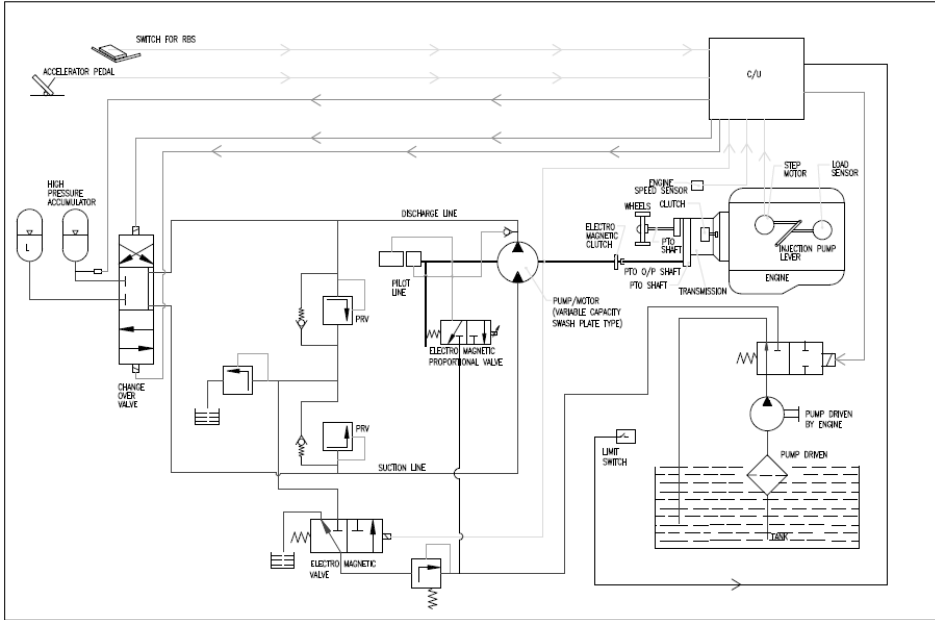 SWITCH FOR RBS
ACCELERATOR PEDAL
C/U
HIGH
PRESSURE
ACCUMULATOR
L
CHANGE
OVER
VALVE
DISCHARGE LINE
PILOT
LINE
PRV
PRV
ELECTRO MAGNETIC
PROPORTIONAL VALVE
SUCTION LINE
ELECTRO MAGNETIC
VALVE
PUMP/MOTOR
(VARIABLE CAPACITY
SWASH PLATE TYPE)
ELECTRO
MAGNETIC
CLUTCH
WHEELS
ENGINE
SPEED SENSOR
CLUTCH
PTO
SHAFT
PTO O/P SHAFT
PTO SHAFT
TRANSMISSION
STEP
MOTOR
LOAD
SENSOR
INJECTION PUMP
LEVER
ENGINE
PUMP DRIVEN
BY ENGINE
LIMIT
SWITCH
PUMP DRIVEN
TANK